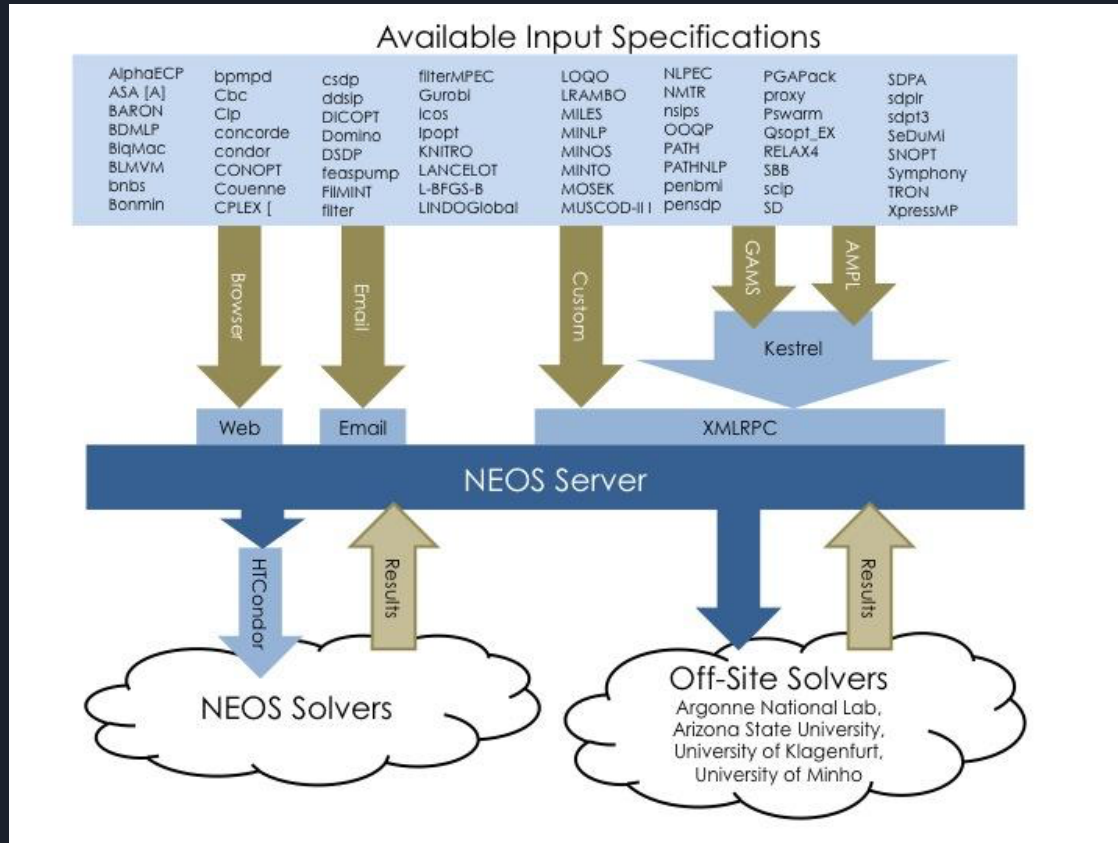 Available Input Specifications
AlphaECP
ASA [A]
BARON
BDMLP
BiqMac
BLMVM
bnbs
Bonmin
bpmpd
Cbc
Clp
concorde
condor
CONOPT
Couenne
CPLEX [
csdp
ddsip
DICOPT
Domino
DSDP
feaspump
FilMINT
filter
filterMPEC
Gurobi
icos
Ipopt
KNITRO
LANCELOT
L-BFGS-B
LINDOGlobal
LOQO
LRAMBO
MILES
MINLP
MINOS
MINTO
MOSEK
MUSCOD-II I
NLPEC
NMTR
nsips
OOQP
PATH
PATHNLP
penbmi
pensdp
PGAPack
proxy
Pswarm
Qsopt_EX
RELAX4
SBB
scip
SD
SDPA
sdplr
sdpt3
SeDuMi
SNOPT
Symphony
TRON
XpressMP
Browser
Email
Custom
GAMS
AMPL
Kestrel
Web
Email
XMLRPC
NEOS Server
HTCondor
Results
Results
NEOS Solvers
Off-Site Solvers
Argonne National Lab,
Arizona State University,
University of Klagenfurt,
University of Minho